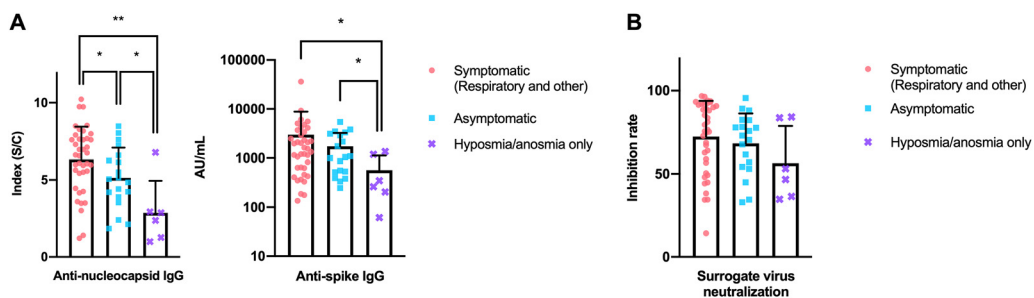 A
**
*
*
Index (S/C)
10
5
0
Anti-nucleocapsid IgG
*
*
AU/mL
100000
10000
1000
100
10
Anti-spike IgG
Symptomatic
(Respiratory and other)
Asymptomatic
Hyposmia/anosmia only
B
Inhibition rate
100
50
0
Surrogate virus
neutralization
Symptomatic
(Respiratory and other)
Asymptomatic
Hyposmia/anosmia only